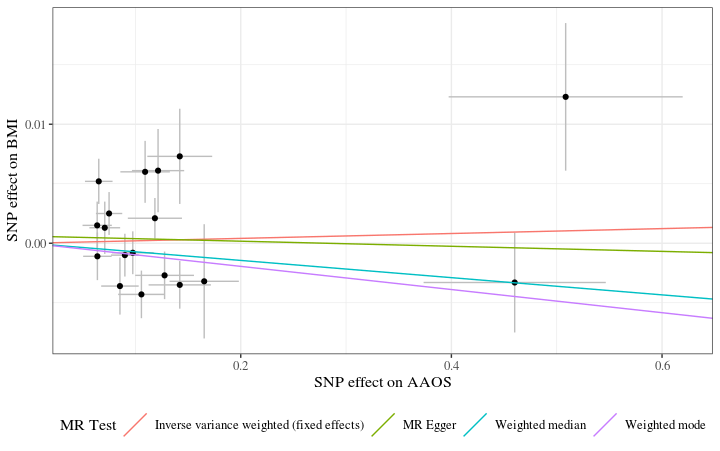 SNP effect on BMI
0.01
0.00
0.2 0.4 0.6
SNP effect on AAOS
MR Test Inverse variance weighted (fixed effects) MR Egger Weighted median Weighted mode